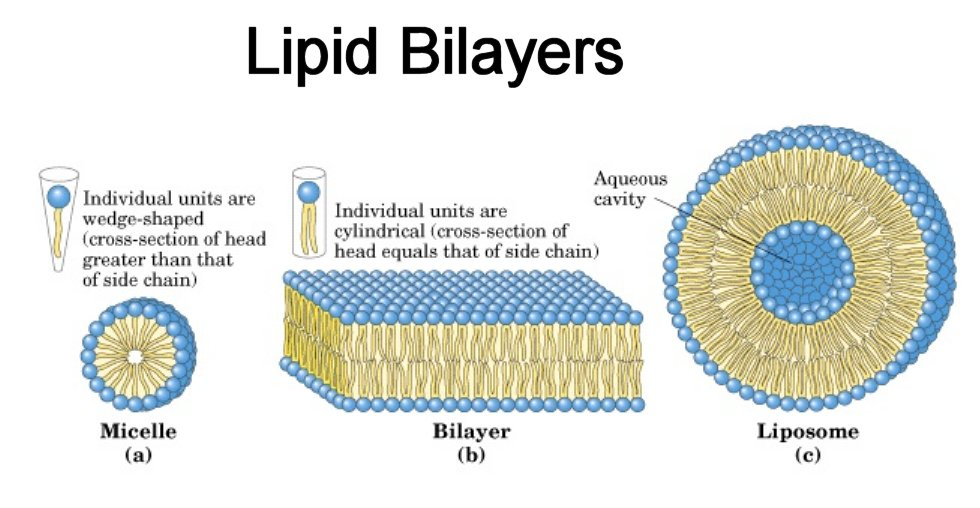 Lipid Bilayers
Individual units are
wedge-shaped
(cross-section of head
greater than that
of side chain)
Micelle
(a)
Individual units are
cylindrical (cross-section of
head equals that of side chain)
Bilayer
(b)
Aqueous
cavity
Liposome
(c)